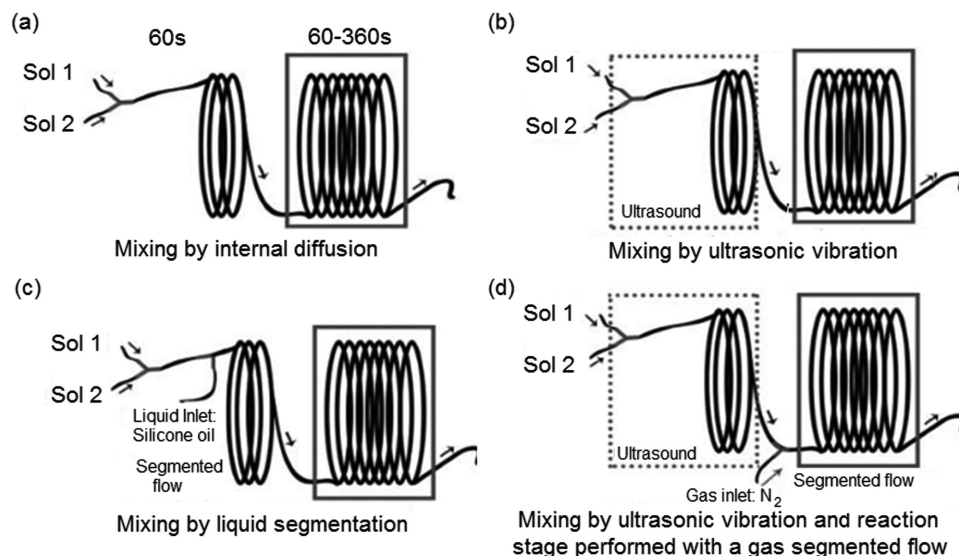 (a)
60s
60-360s
Sol 1
Sol 2
Mixing by internal diffusion
(b)
Sol 1
Sol 2
Ultrasound
Mixing by ultrasonic vibration
(c)
Sol 1
Sol 2
Liquid Inlet:
Silicone oil
Segmented
flow
Mixing by liquid segmentation
(d)
Sol 1
Sol 2
Ultrasound
Gas inlet: N2
Segmented flow
Mixing by ultrasonic vibration and reaction
stage performed with a gas segmented flow